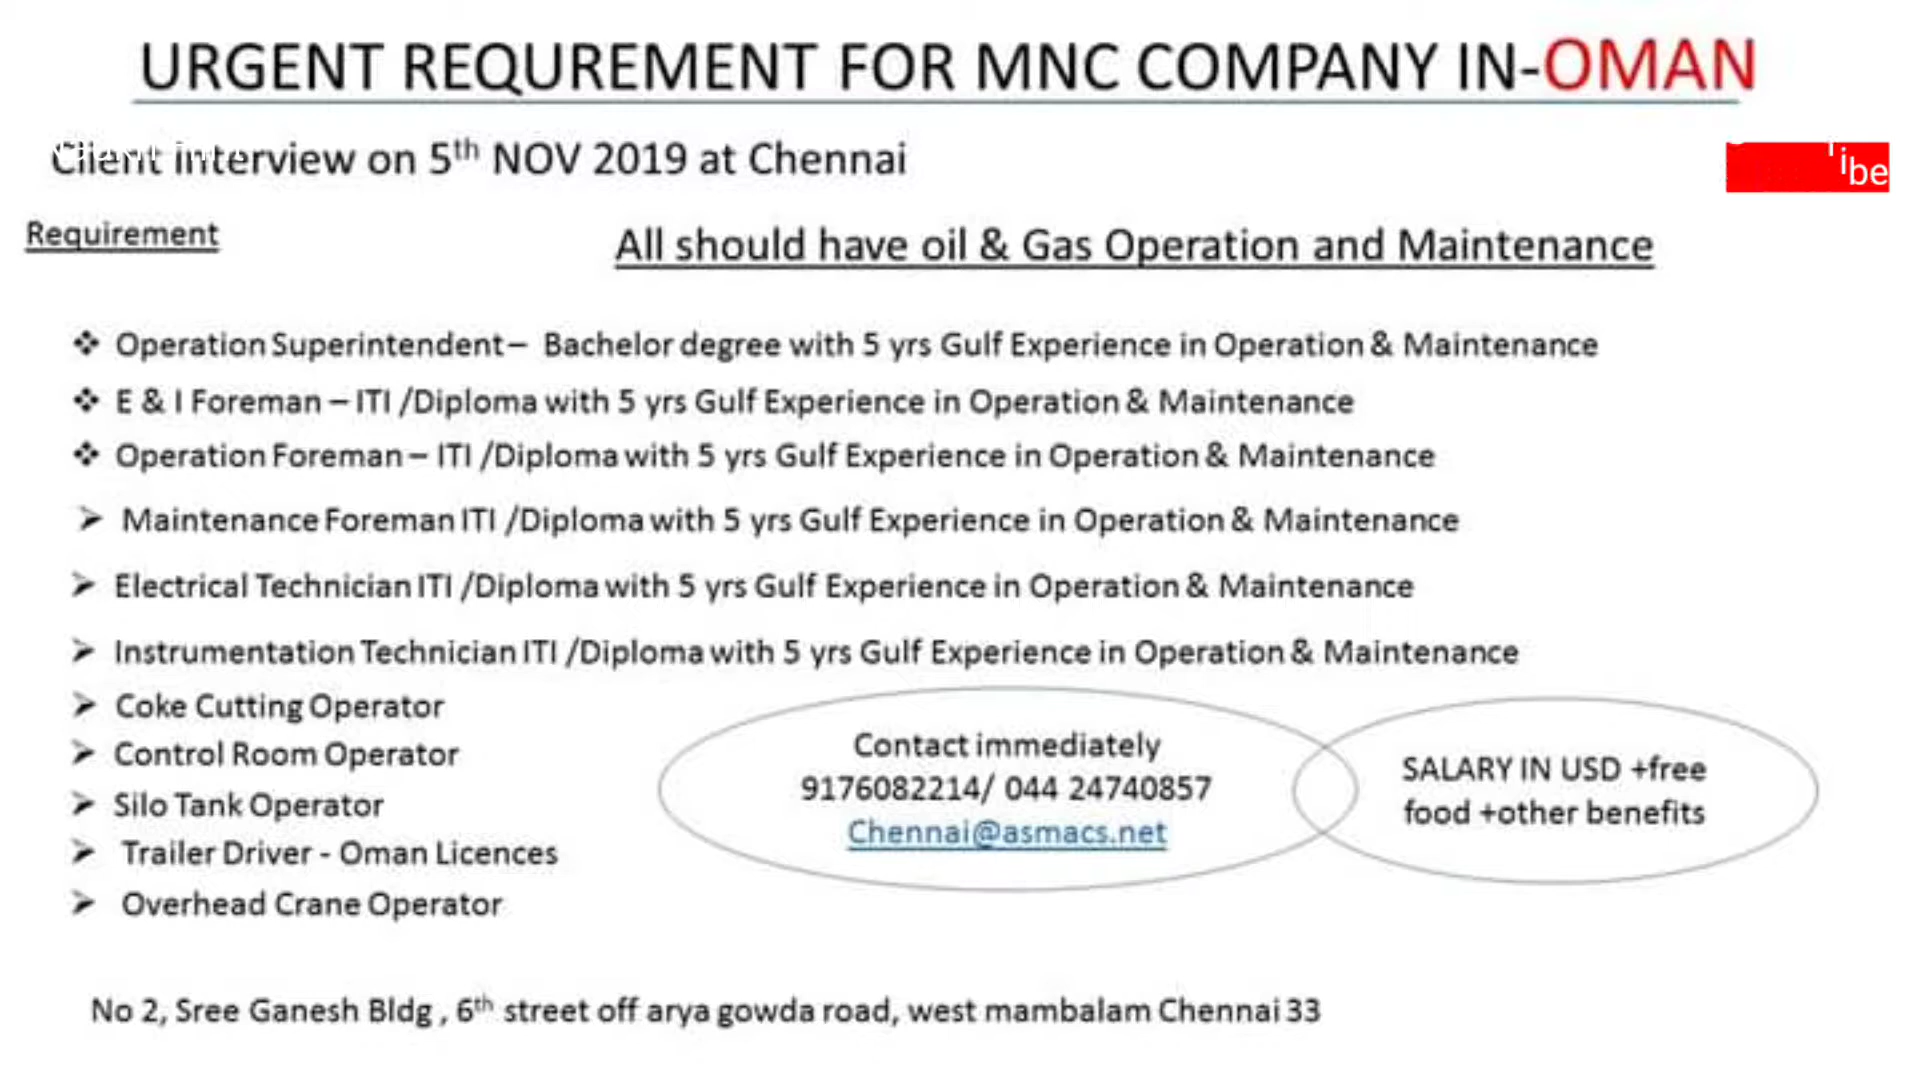 URGENT REQUREMENT FOR MNC COMPANY IN-OMAN
Client Interview on 5th NOV 2019 at Chennai
ibe
Requirement
All should have oil & Gas Operation and Maintenance
❖ Operation Superintendent – Bachelor degree with 5 yrs Gulf Experience in Operation & Maintenance
❖ E & I Foreman – ITI /Diploma with 5 yrs Gulf Experience in Operation & Maintenance
❖ Operation Foreman – ITI /Diploma with 5 yrs Gulf Experience in Operation & Maintenance
➢ Maintenance Foreman ITI /Diploma with 5 yrs Gulf Experience in Operation & Maintenance
➢ Electrical Technician ITI /Diploma with 5 yrs Gulf Experience in Operation & Maintenance
➢ Instrumentation Technician ITI /Diploma with 5 yrs Gulf Experience in Operation & Maintenance
➢ Coke Cutting Operator
➢ Control Room Operator
➢ Silo Tank Operator
➢ Trailer Driver - Oman Licences
➢ Overhead Crane Operator
Contact immediately
9176082214/ 044 24740857
Chennai@asmacs.net
SALARY IN USD +free
food +other benefits
No 2, Sree Ganesh Bldg , 6th street off arya gowda road, west mambalam Chennai 33